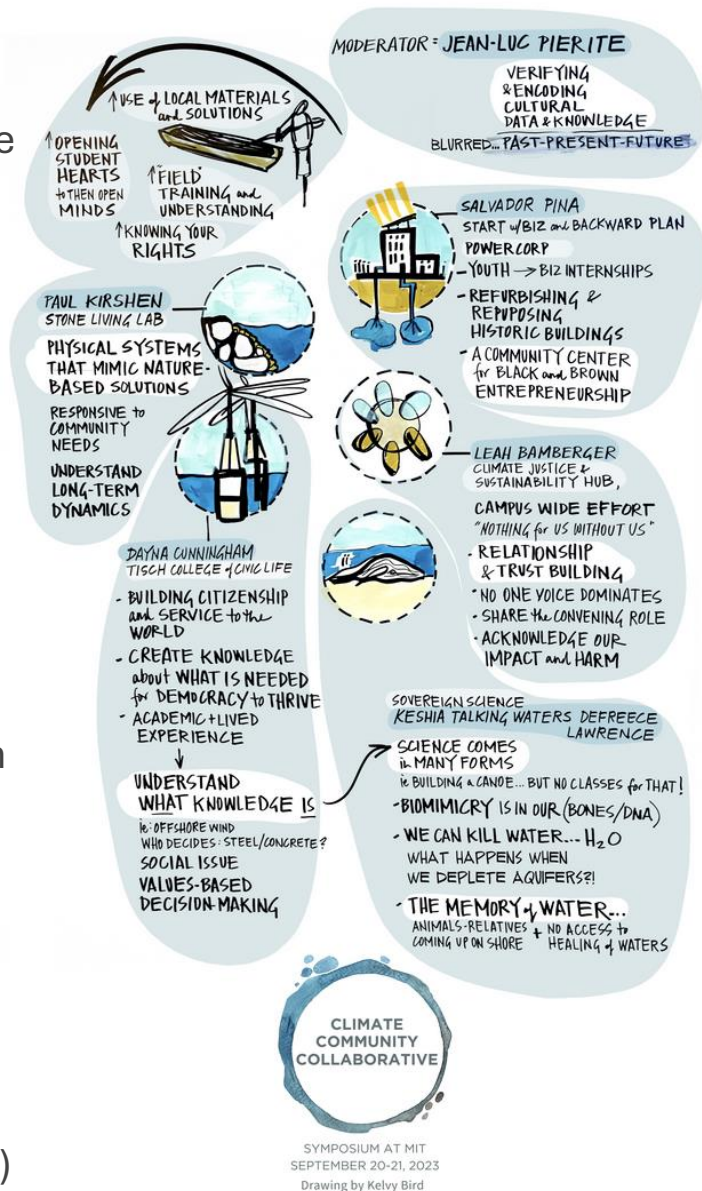 MODERATOR: JEAN-LUC PIERITE
VERIFYING
& ENCODING
CULTURAL
DATA & KNOWLEDGE
BLURRED... PAST-PRESENT-FUTURE
↑USE of LOCAL MATERIALS
and SOLUTIONS
↑OPENING
STUDENT
HEARTS
to THEN OPEN
MINDS
↑"FIELD"
TRAINING and
UNDERSTANDING
↑KNOWING YOUR
RIGHTS
e
SALVADOR PINA
START w/BIZ and BACKWARD PLAN
POWERCORP
- YOUTH → BIZ INTERNSHIPS
- REFURBISHING &
REPUPOSING
HISTORIC BUILDINGS
- A COMMUNITY CENTER
for BLACK and BROWN
ENTREPRENEURSHIP
PAUL KIRSHEN
STONE LIVING LAB
PHYSICAL SYSTEMS
THAT MIMIC NATURE-
BASED SOLUTIONS
RESPONSIVE to
COMMUNITY
NEEDS
UNDERSTAND
LONG-TERM
DYNAMICS
LEAH BAMBERGER
CLIMATE JUSTICE &
SUSTAINABILITY HUB,
CAMPUS WIDE EFFORT
"NOTHING for US WITHOUT US"
- RELATIONSHIP
& TRUST BUILDING
- NO ONE VOICE DOMINATES
- SHARE the CONVENING ROLE
- ACKNOWLEDGE OUR
IMPACT and HARM
DAYNA CUNNINGHAM
TISCH COLLEGE of CIVIC LIFE
- BUILDING CITIZENSHIP
and SERVICE to the
WORLD
- CREATE KNOWLEDGE
about WHAT IS NEEDED
for DEMOCRACY to THRIVE
- ACADEMIC + LIVED
EXPERIENCE
↓
UNDERSTAND
WHAT KNOWLEDGE IS
ie: OFFSHORE WIND
WHO DECIDES: STEEL/CONCRETE?
SOCIAL ISSUE
VALUES-BASED
DECISION-MAKING
SOVEREIGN SCIENCE
KESHIA TALKING WATERS DEFREECE
LAWRENCE
SCIENCE COMES
in MANY FORMS
ie BUILDING a CANOE... BUT NO CLASSES for THAT!
- BIOMIMICRY IS IN OUR (BONES/DNA)
- WE CAN KILL WATER... H2O
WHAT HAPPENS WHEN
WE DEPLETE AQUIFERS?!
- THE MEMORY of WATER...
ANIMALS-RELATIVES + NO ACCESS to
COMING UP ON SHORE HEALING of WATERS
CLIMATE
COMMUNITY
COLLABORATIVE
SYMPOSIUM AT MIT
SEPTEMBER 20-21, 2023
Drawing by Kelvy Bird
)